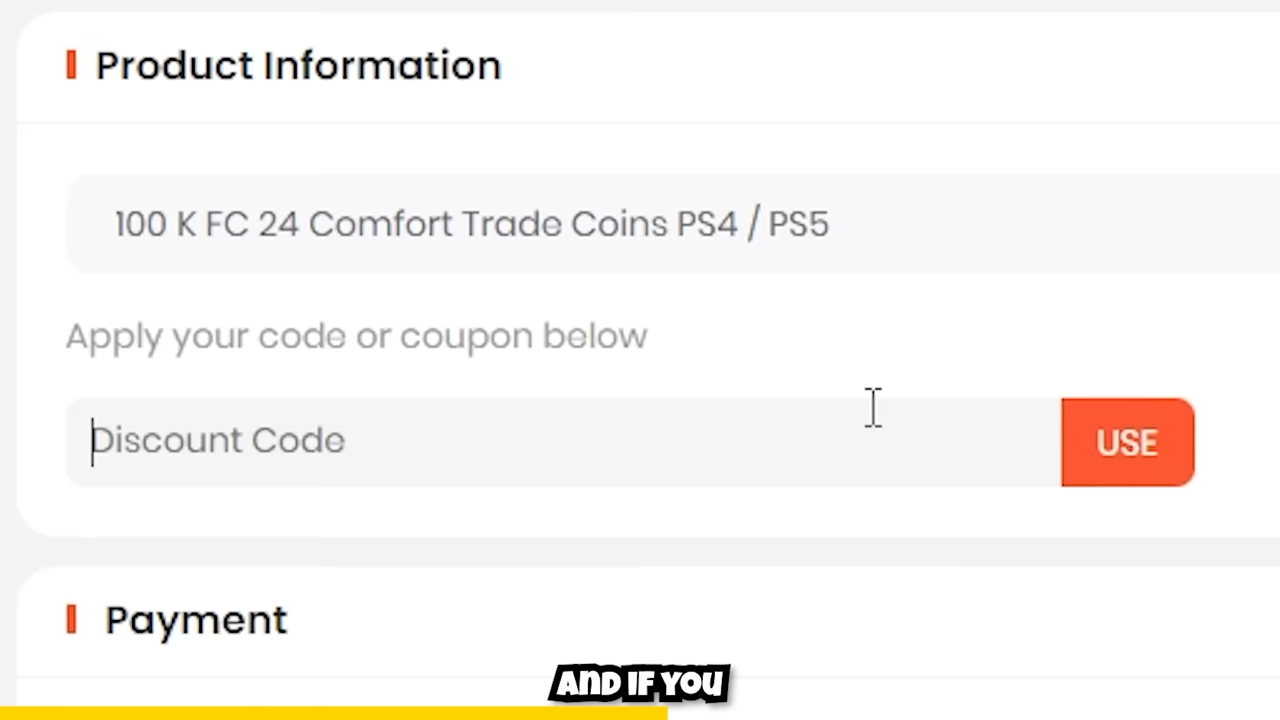 Product Information
100 K FC 24 Comfort Trade Coins PS4 / PS5
Apply your code or coupon below
Discount Code
USE
Payment
AND IF YOU